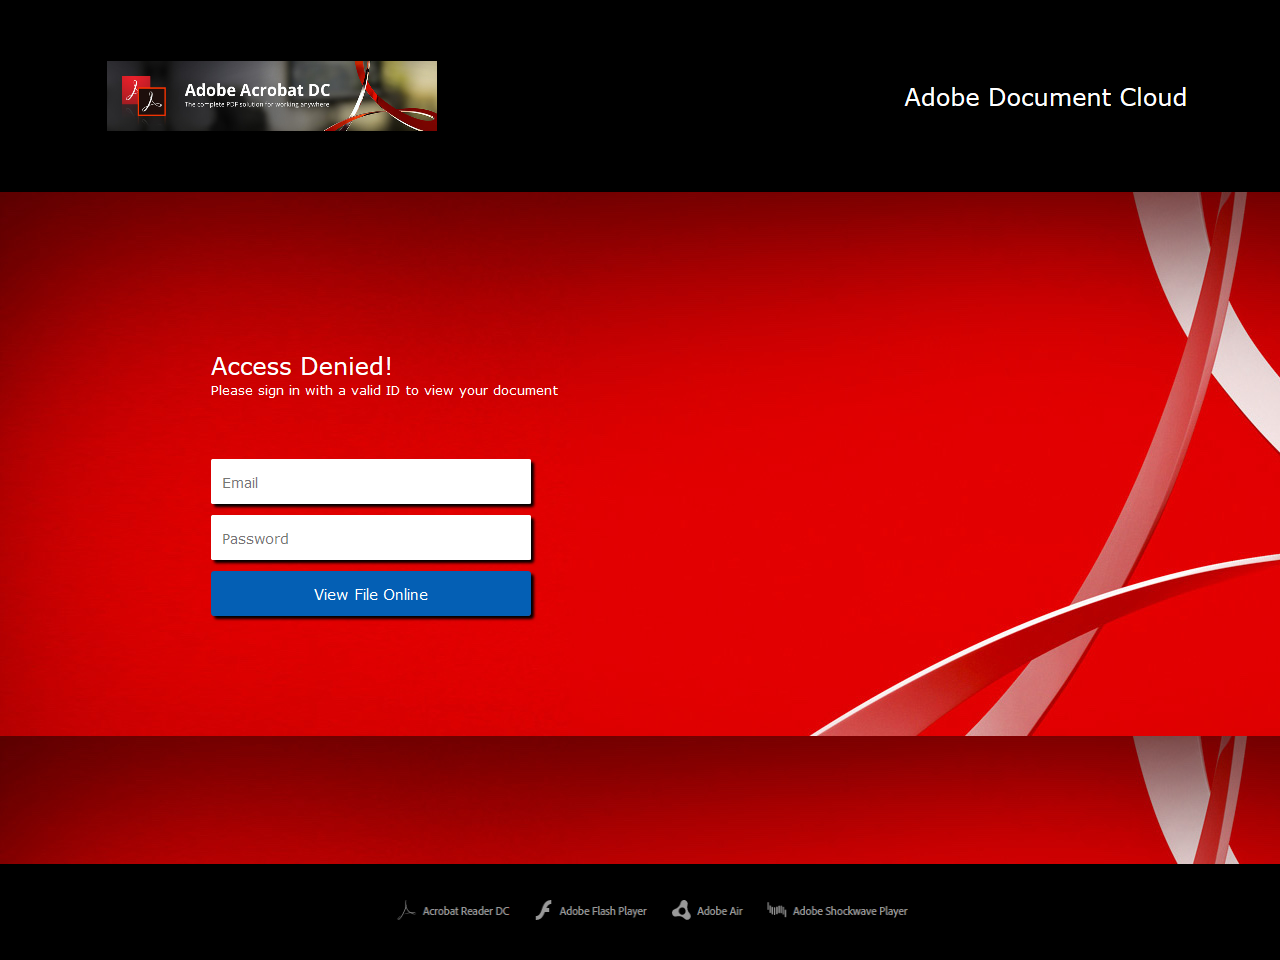 Adobe Acrobat DC
The complete PDF solution for working anywhere
Adobe Document Cloud
Access Denied!
Please sign in with a valid ID to view your document
Email
Password
View File Online
Acrobat Reader DC
Adobe Flash Player
Adobe Air
Adobe Shockwave Player